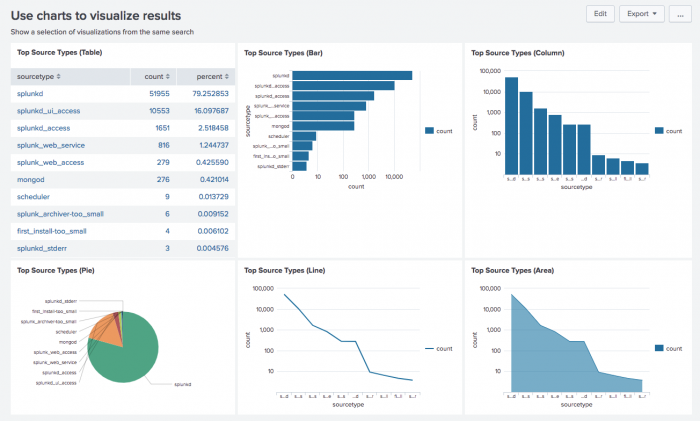 Use charts to visualize results
Edit
Export
...
Show a selection of visualizations from the same search
Top Source Types (Table)
sourcetype count percent
splunkd 51955 79.252853
splunkd_ui_access 10553 16.097687
splunkd_access 1651 2.518458
splunk_web_service 816 1.244737
splunk_web_access 279 0.425590
mongod 276 0.421014
scheduler 9 0.013729
splunk_archiver-too_small 6 0.009152
first_install-too_small 4 0.006102
splunkd_stderr 3 0.004576
Top Source Types (Bar)
sourcetype
splunkd
splunkd_access
splunkd_access
splunk_...service
splunk_...access
mongod
scheduler
splunk_...o_small
first_ins...o_small
splunkd_stderr
0 10 100 1,000 10,000
count
count
Top Source Types (Column)
count
100,000
10,000
1,000
100
10
s...d s...s s...s s...e s...s ...d s...r s...l f...l s...r
sourcetype
count
Top Source Types (Pie)
splunkd_stderr
first_install-too_small
splunk_archiver-too_small
scheduler
mongod
splunk_web_access
splunk_web_service
splunkd_access
splunkd_ui_access
splunkd
Top Source Types (Line)
count
100,000
10,000
1,000
100
10
sourcetype
count
Top Source Types (Area)
count
100,000
10,000
1,000
100
10
sourcetype
count